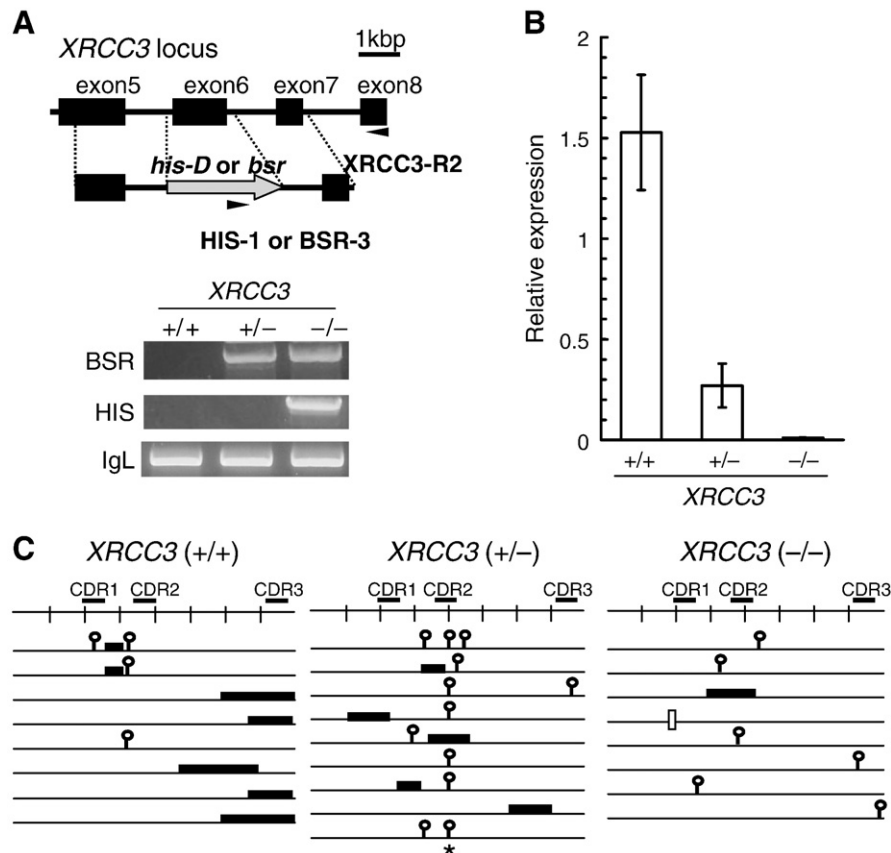 A
XRCC3 locus
1kbp
exon5 exon6 exon7 exon8
his-D or bsr
XRCC3-R2
HIS-1 or BSR-3
XRCC3
+/+ +/− −/−
BSR
HIS
IgL
B
2
1.5
1
0.5
0
Relative expression
+/+ +/− −/−
XRCC3
C
XRCC3 (+/+) XRCC3 (+/−) XRCC3 (−/−)
CDR1 CDR2 CDR3 CDR1 CDR2 CDR3 CDR1 CDR2 CDR3
*